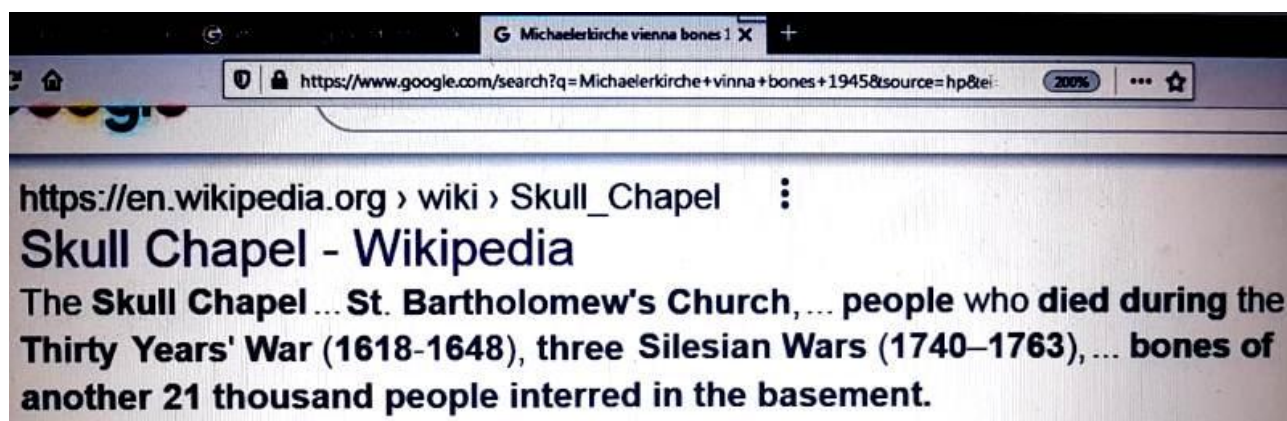 G Michaelerkirche vienna bones 1 X +
https://www.google.com/search?q=Michaelerkirche+vinna+bones+1945&source=hp&ei 200% ...
https://en.wikipedia.org › wiki › Skull_Chapel
Skull Chapel - Wikipedia
The Skull Chapel ... St. Bartholomew's Church, ... people who died during the
Thirty Years' War (1618-1648), three Silesian Wars (1740–1763), ... bones of
another 21 thousand people interred in the basement.